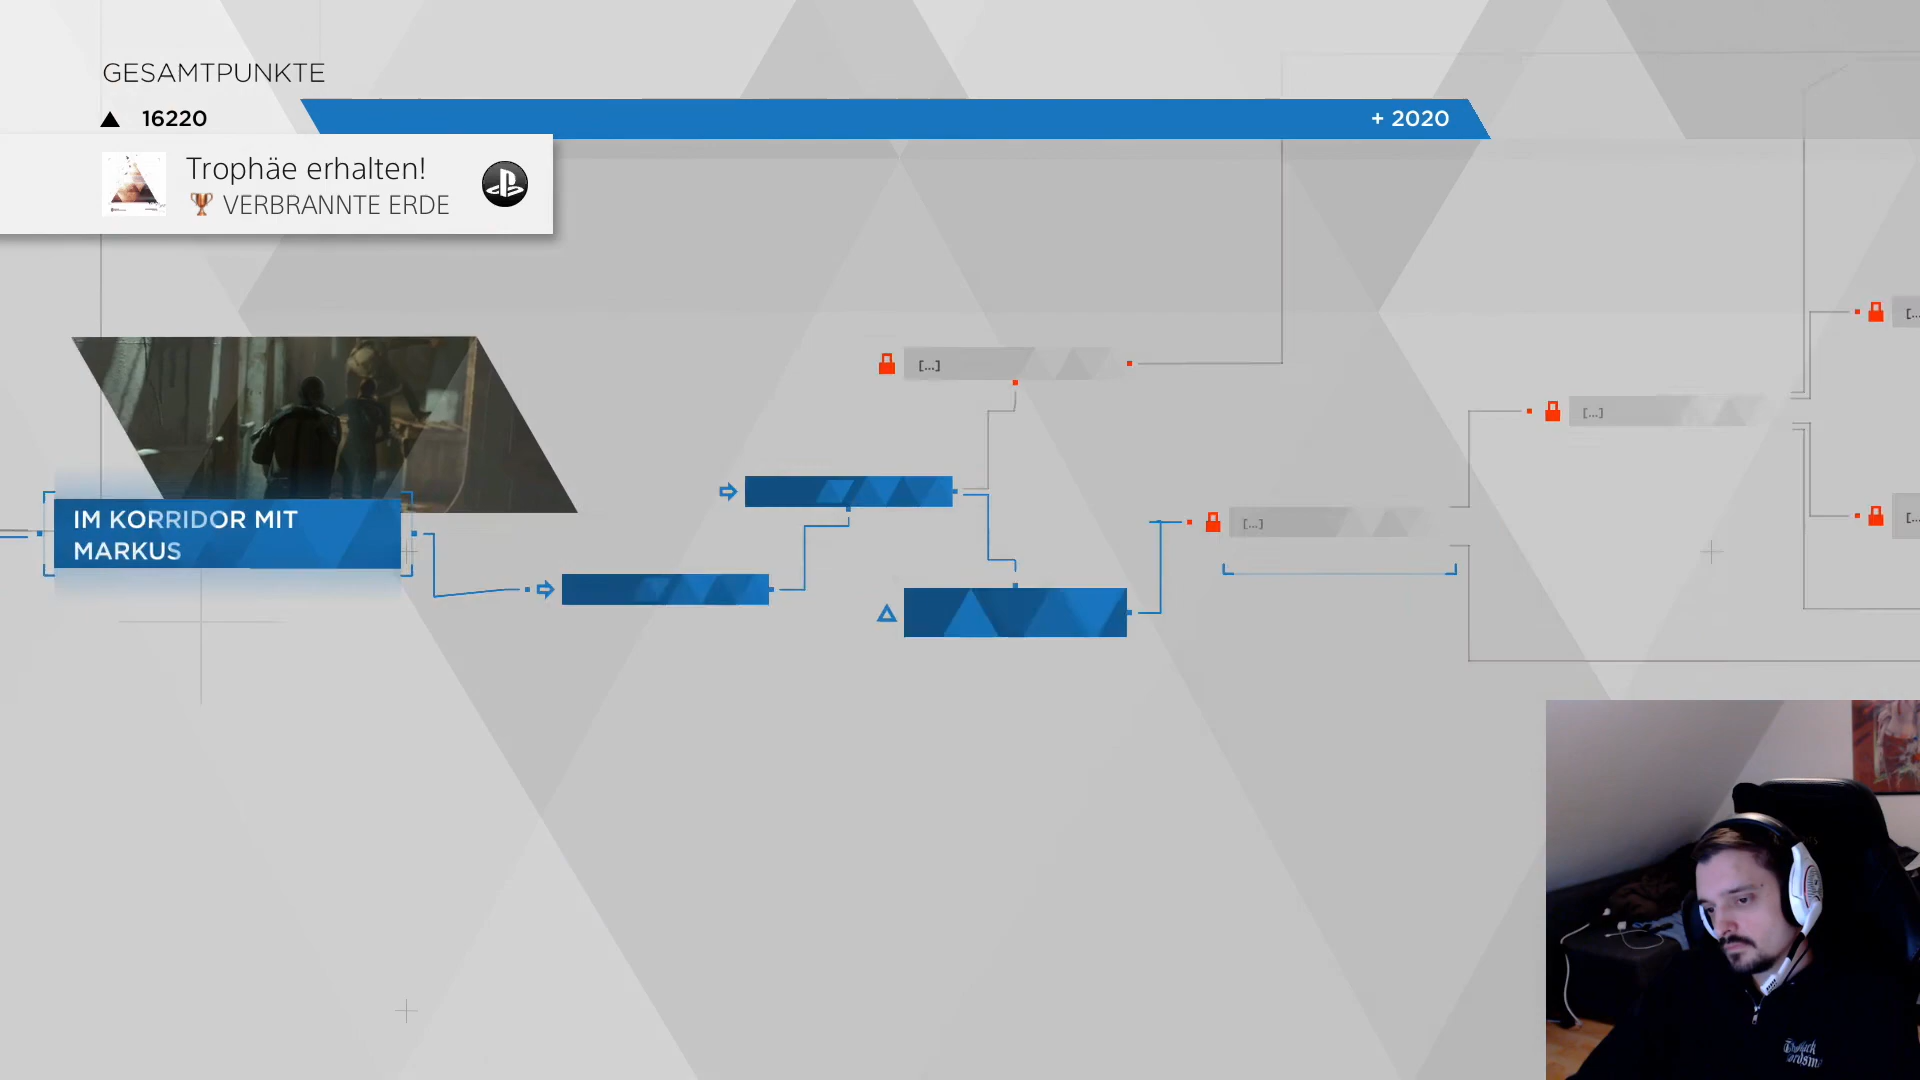 GESAMTPUNKTE
16220
+ 2020
Trophäe erhalten!
VERBRANNTE ERDE
[...]
[...]
[...]
IM KORRIDOR MIT
MARKUS
[...]
[...